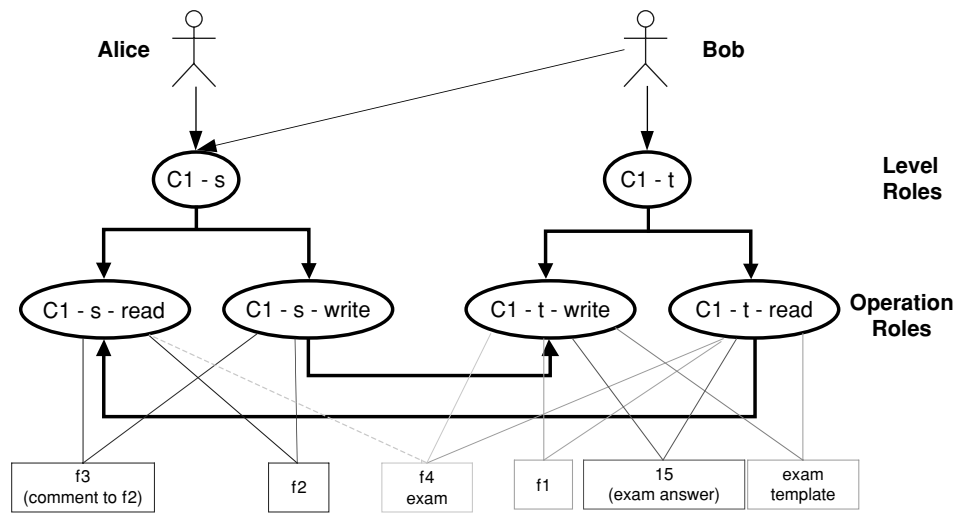 Alice
Bob
C1 - s
C1 - t
Level
Roles
C1 - s - read
C1 - s - write
C1 - t - write
C1 - t - read
Operation
Roles
f3
(comment to f2)
f2
f4
exam
f1
15
(exam answer)
exam
template